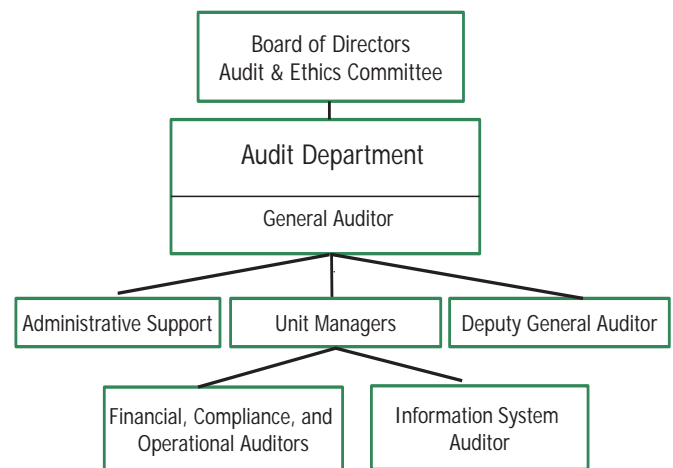 Board of Directors
Audit & Ethics Committee
Audit Department
General Auditor
Administrative Support
Unit Managers
Deputy General Auditor
Financial, Compliance, and
Operational Auditors
Information System
Auditor